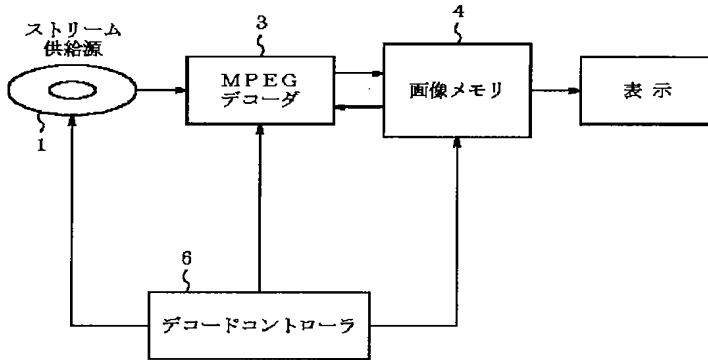 ストリーム
供給源
1
3
MPEG
デコーダ
4
画像メモリ
表示
6
デコードコントローラ